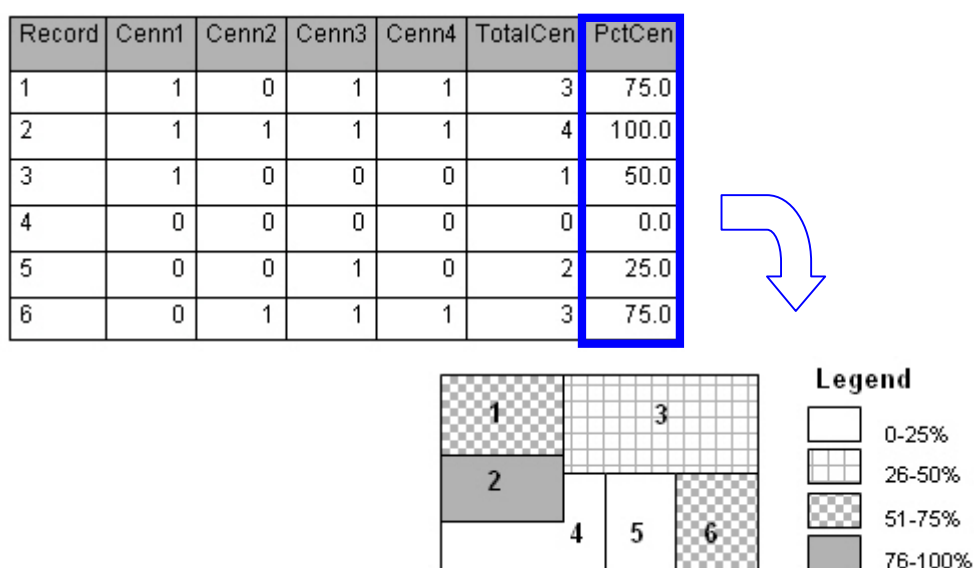 Record Cenn1 Cenn2 Cenn3 Cenn4 TotalCen PctCen
1 1 0 1 1 3 75.0
2 1 1 1 1 4 100.0
3 1 0 0 0 1 50.0
4 0 0 0 0 0 0.0
5 0 0 1 0 2 25.0
6 0 1 1 1 3 75.0
1 3
2
4 5 6
Legend
0-25%
26-50%
51-75%
76-100%